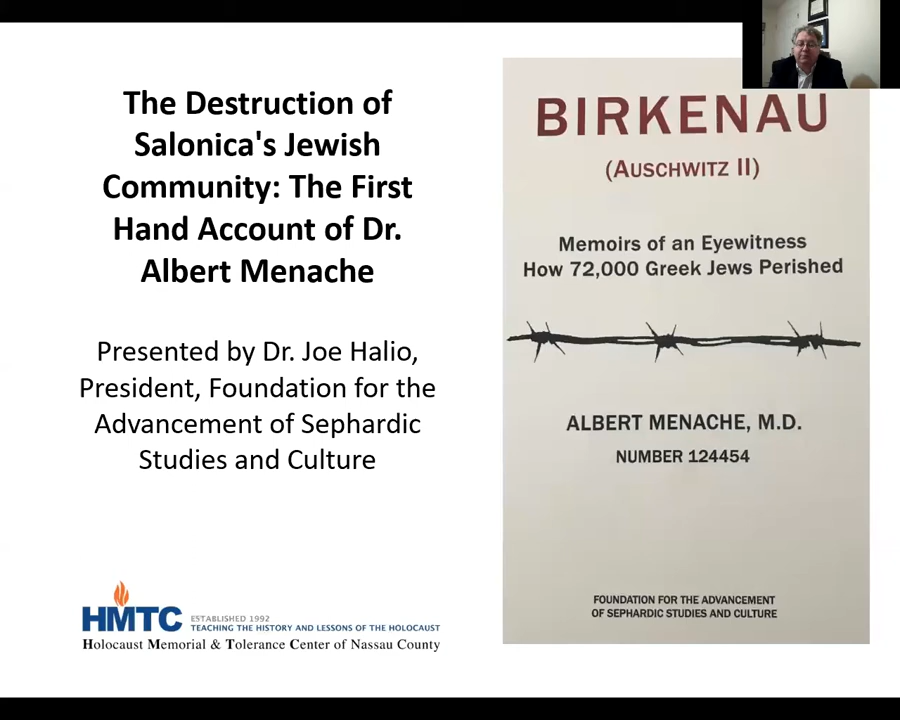 The Destruction of
Salonica's Jewish
Community: The First
Hand Account of Dr.
Albert Menache
Presented by Dr. Joe Halio,
President, Foundation for the
Advancement of Sephardic
Studies and Culture
HMTC
ESTABLISHED 1992
TEACHING THE HISTORY AND LESSONS OF THE HOLOCAUST
Holocaust Memorial & Tolerance Center of Nassau County
BIRKENAU
(AUSCHWITZ II)
Memoirs of an Eyewitness
How 72,000 Greek Jews Perished
ALBERT MENACHE, M.D.
NUMBER 124454
FOUNDATION FOR THE ADVANCEMENT
OF SEPHARDIC STUDIES AND CULTURE